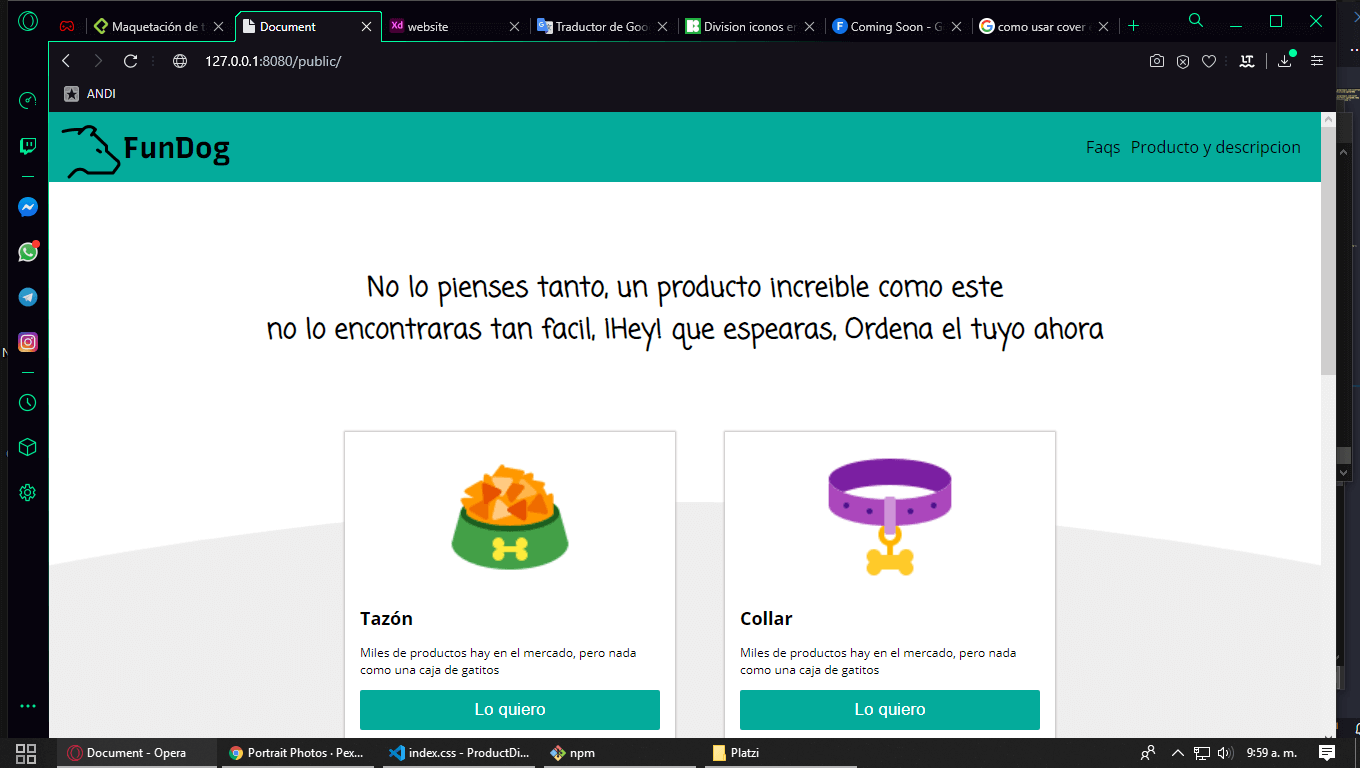 Maquetación de t
Document
Xd
website
Traductor de Goo
Division iconos en
F
Coming Soon - G
como usar cover
127.0.0.1:8080/public/
ANDI
FunDog
Faqs Producto y descripcion
No lo pienses tanto, un producto increible como este
no lo encontraras tan facil, ¡Hey! que espearas, Ordena el tuyo ahora
Tazón
Miles de productos hay en el mercado, pero nada
como una caja de gatitos
Lo quiero
Collar
Miles de productos hay en el mercado, pero nada
como una caja de gatitos
Lo quiero
Document - Opera
Portrait Photos · Pex...
index.css - ProductDi...
npm
Platzi
9:59 a. m.